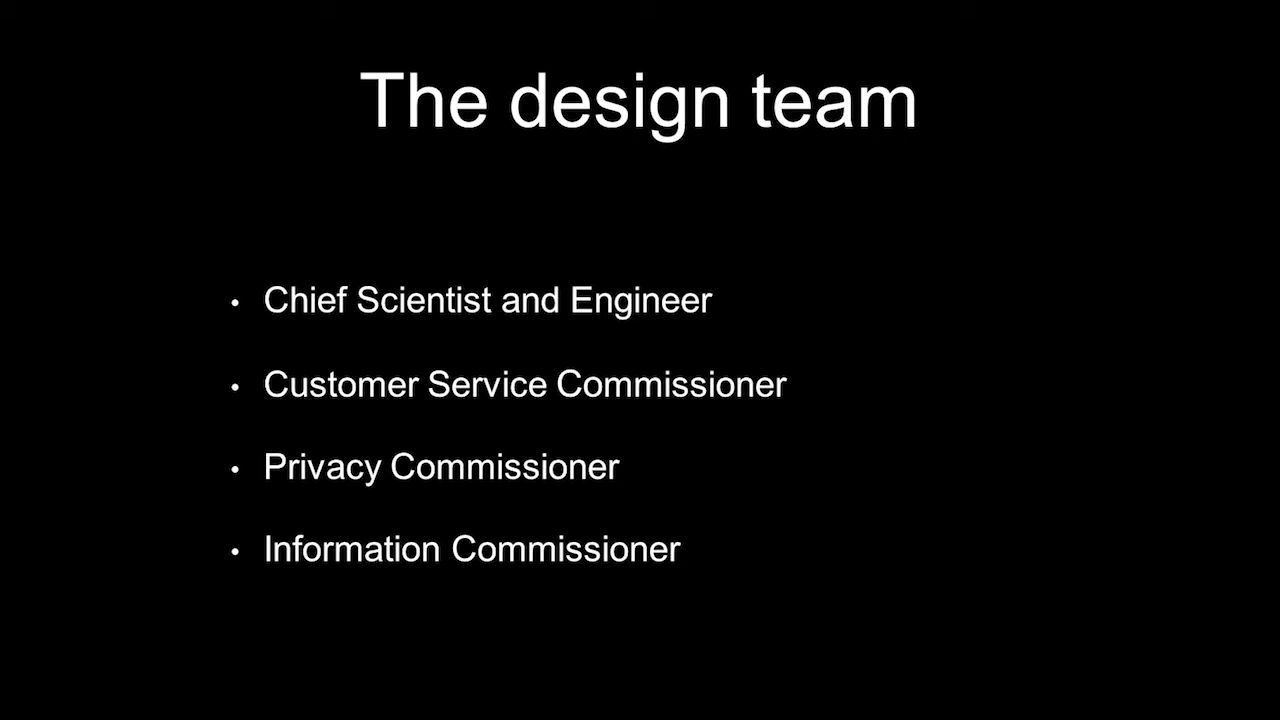 The design team
• Chief Scientist and Engineer
• Customer Service Commissioner
• Privacy Commissioner
• Information Commissioner